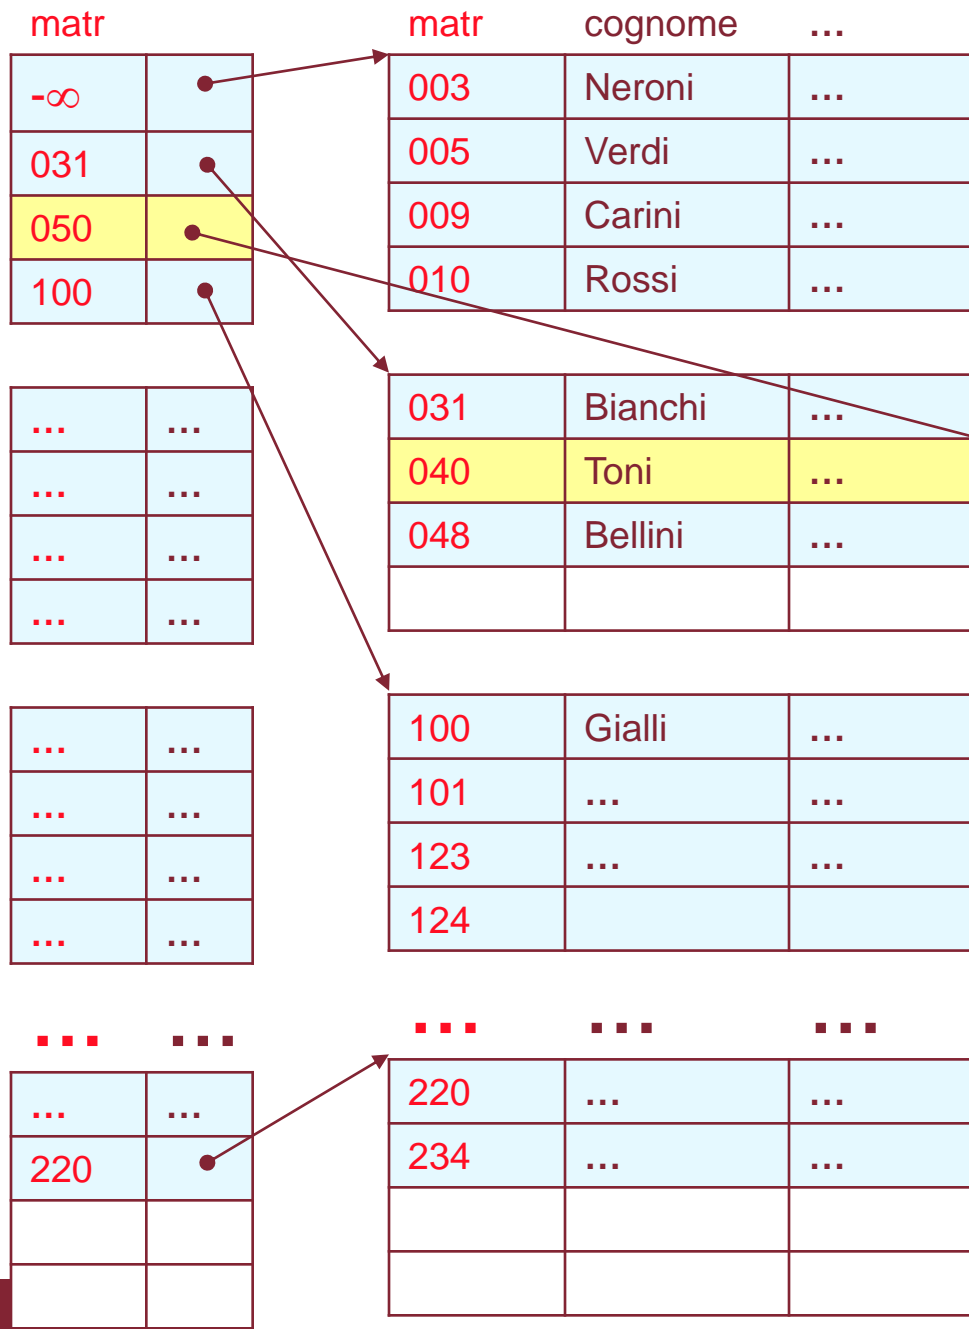 matr
-∞
031
050
100
... ...
... ...
... ...
... ...
... ...
... ...
... ...
... ...
... ...
... ...
220
matr cognome ...
003 Neroni ...
005 Verdi ...
009 Carini ...
010 Rossi ...
031 Bianchi ...
040 Toni ...
048 Bellini ...
100 Gialli ...
101 ... ...
123 ... ...
124
... ... ...
220 ... ...
234 ... ...